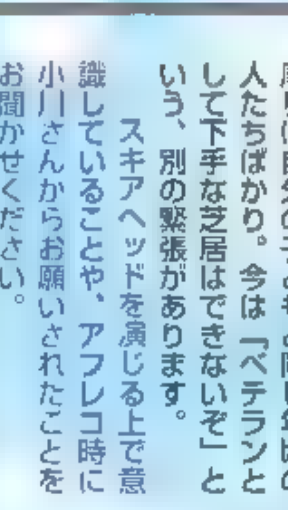 人たちばかり。今は「ベテランと
して下手な芝居はできないぞ」と
いう、別の緊張があります。
スキアヘッドを演じる上で意
識していることや、アフレコ時に
小川さんからお願いされたことを
お聞かせください。